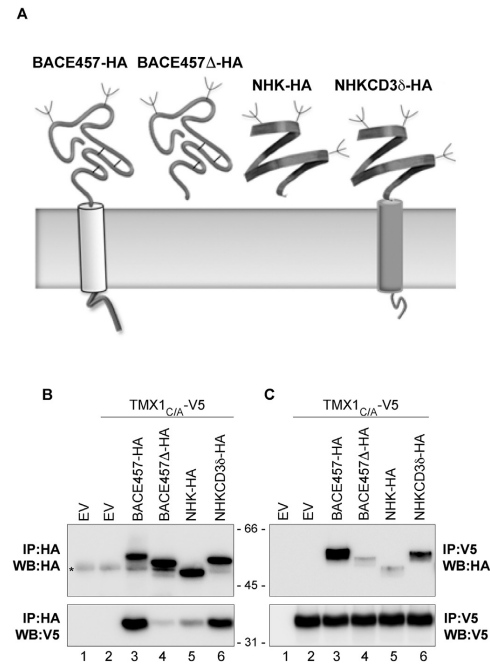 A
BACE457-HA BACE457Δ-HA
NHK-HA NHKCD3δ-HA
B
TMX1C/A-V5
EV
EV
BACE457-HA
BACE457Δ-HA
NHK-HA
NHKCD3δ-HA
IP:HA
WB:HA
*
IP:HA
WB:V5
1 2 3 4 5 6
- 66 -
- 45 -
- 31 -
C
TMX1C/A-V5
EV
EV
BACE457-HA
BACE457Δ-HA
NHK-HA
NHKCD3δ-HA
IP:V5
WB:HA
IP:V5
WB:V5
1 2 3 4 5 6